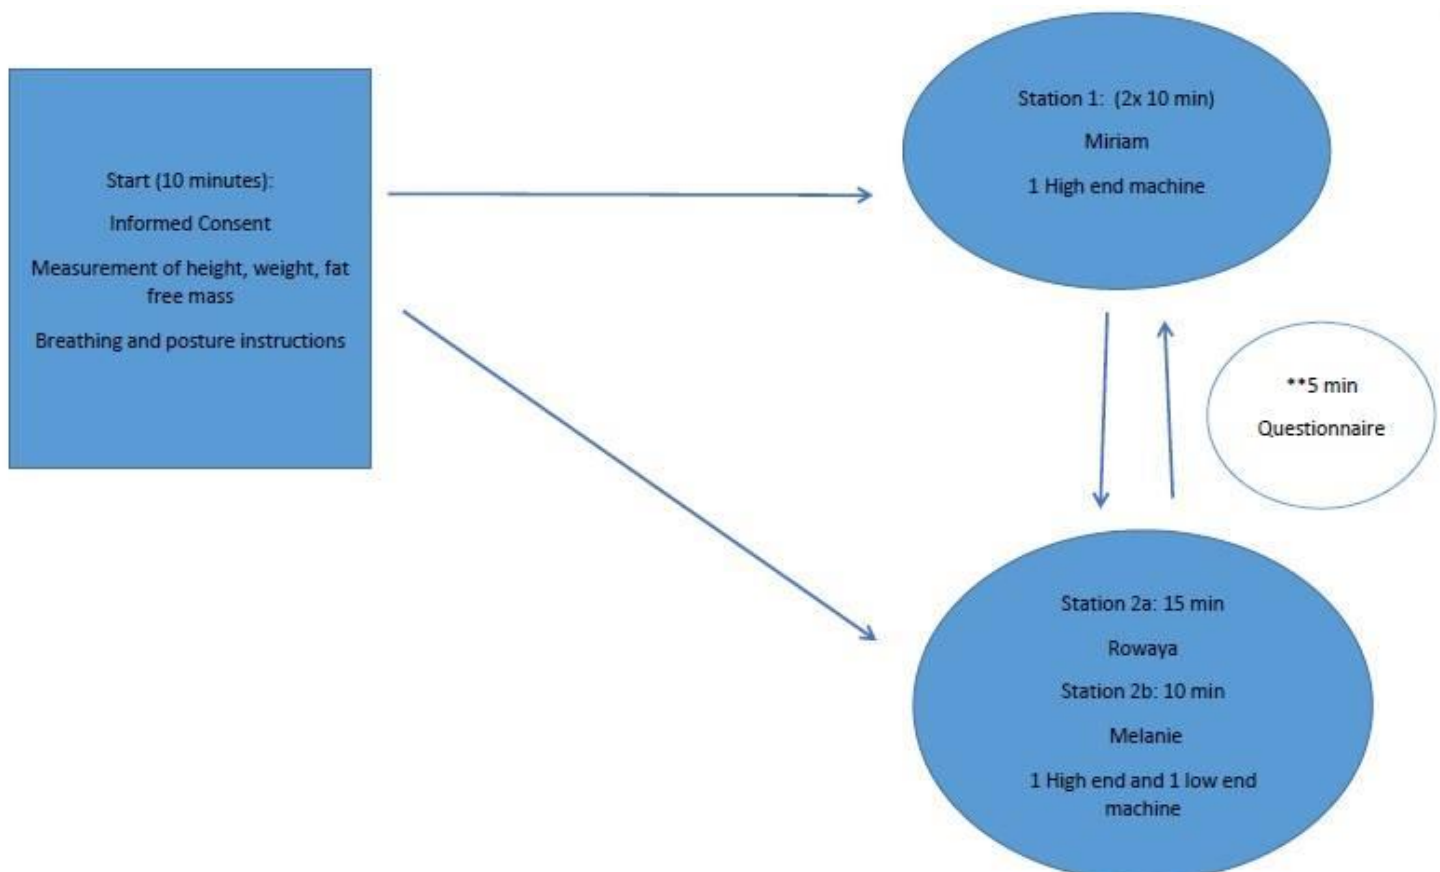 Start (10 minutes):
Informed Consent
Measurement of height, weight, fat
free mass
Breathing and posture instructions
Station 1:  (2x 10 min)
Miriam
1 High end machine
**5 min
Questionnaire
Station 2a: 15 min
Rowaya
Station 2b: 10 min
Melanie
1 High end and 1 low end
machine